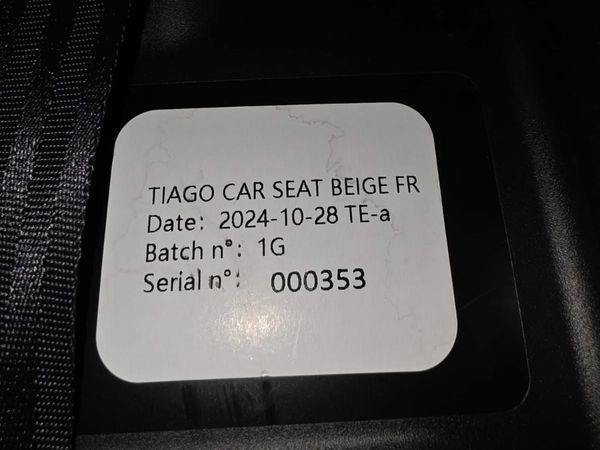 TIAGO CAR SEAT BEIGE FR
Date: 2024-10-28 TE-a
Batch n°: 1G
Serial n°: 000353